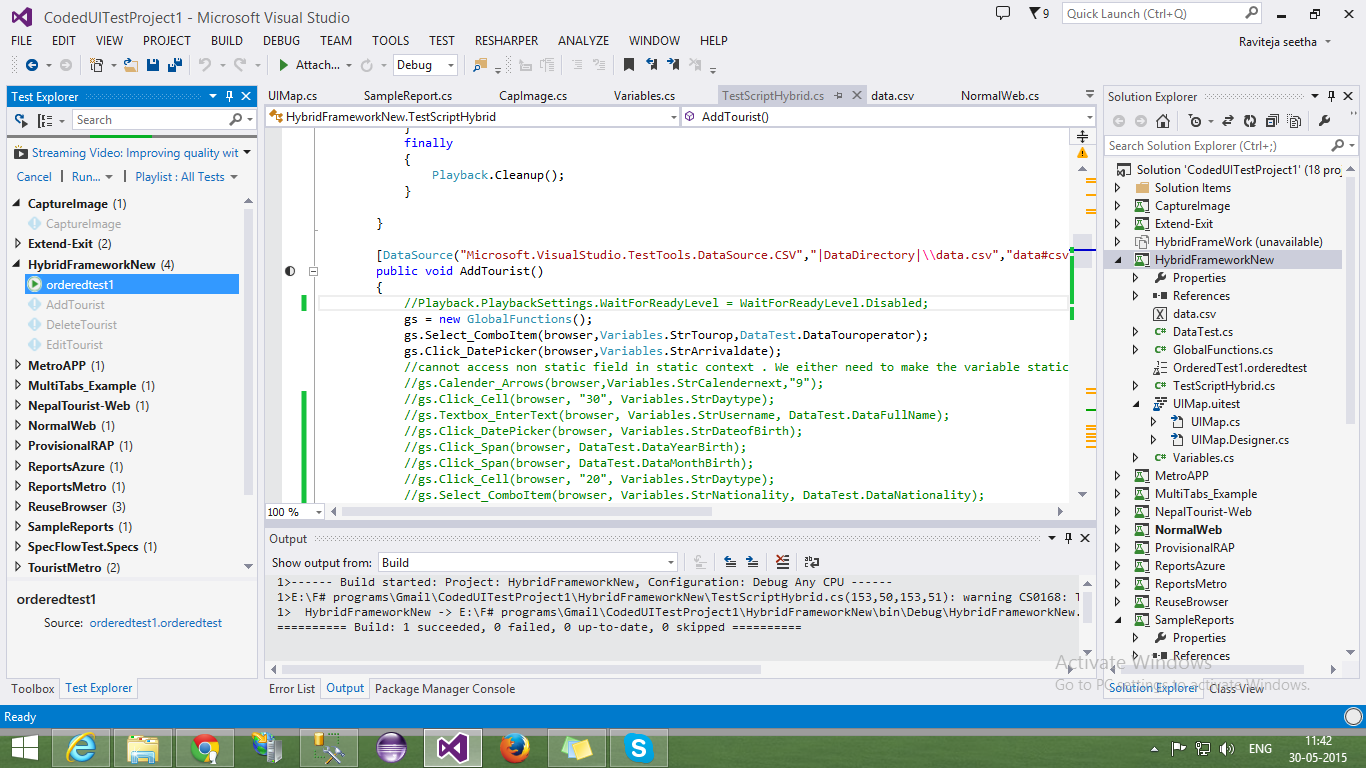 CodedUITestProject1 - Microsoft Visual Studio
9
Quick Launch (Ctrl+Q)
FILE EDIT VIEW PROJECT BUILD DEBUG TEAM TOOLS TEST RESHARPER ANALYZE WINDOW HELP
Raviteja seetha
Attach...
Debug
Test Explorer
Search
Streaming Video: Improving quality wit
Cancel Run... Playlist : All Tests
CaptureImage (1)
CaptureImage
Extend-Exit (2)
HybridFrameworkNew (4)
orderedtest1
AddTourist
DeleteTourist
EditTourist
MetroAPP (1)
MultiTabs_Example (1)
NepalTourist-Web (1)
NormalWeb (1)
ProvisionalRAP (1)
ReportsAzure (1)
ReportsMetro (1)
ReuseBrowser (3)
SampleReports (1)
SpecFlowTest.Specs (1)
TouristMetro (2)
orderedtest1
Source: orderedtest1.orderedtest
Toolbox Test Explorer
UIMap.cs SampleReport.cs CapImage.cs Variables.cs TestScriptHybrid.cs data.csv NormalWeb.cs
HybridFrameworkNew.TestScriptHybrid
AddTourist()
}
finally
{
Playback.Cleanup();
}
}
[DataSource("Microsoft.VisualStudio.TestTools.DataSource.CSV","|DataDirectory|\\data.csv","data#csv
public void AddTourist()
{
//Playback.PlaybackSettings.WaitForReadyLevel = WaitForReadyLevel.Disabled;
gs = new GlobalFunctions();
gs.Select_ComboItem(browser,Variables.StrTourop,DataTest.DataTouroperator);
gs.Click_DatePicker(browser,Variables.StrArrivaldate);
//cannot access non static field in static context . We either need to make the variable static
//gs.Calender_Arrows(browser,Variables.StrCalendernext,"9");
//gs.Click_Cell(browser, "30", Variables.StrDaytype);
//gs.Textbox_EnterText(browser, Variables.StrUsername, DataTest.DataFullName);
//gs.Click_DatePicker(browser, Variables.StrDateofBirth);
//gs.Click_Span(browser, DataTest.DataYearBirth);
//gs.Click_Span(browser, DataTest.DataMonthBirth);
//gs.Click_Cell(browser, "20", Variables.StrDaytype);
//gs.Select_ComboItem(browser, Variables.StrNationality, DataTest.DataNationality);
100 %
Output
Show output from: Build
1>------ Build started: Project: HybridFrameworkNew, Configuration: Debug Any CPU ------
1>E:\F# programs\Gmail\CodedUITestProject1\HybridFrameworkNew\TestScriptHybrid.cs(153,50,153,51): warning CS0168: T
1>  HybridFrameworkNew -> E:\F# programs\Gmail\CodedUITestProject1\HybridFrameworkNew\bin\Debug\HybridFrameworkNew.
========== Build: 1 succeeded, 0 failed, 0 up-to-date, 0 skipped ==========
Error List Output Package Manager Console
Solution Explorer
Search Solution Explorer (Ctrl+;)
Solution 'CodedUITestProject1' (18 proj
Solution Items
CaptureImage
Extend-Exit
HybridFrameWork (unavailable)
HybridFrameworkNew
Properties
References
data.csv
DataTest.cs
GlobalFunctions.cs
OrderedTest1.orderedtest
TestScriptHybrid.cs
UIMap.uitest
UIMap.cs
UIMap.Designer.cs
Variables.cs
MetroAPP
MultiTabs_Example
NepalTourist-Web
NormalWeb
ProvisionalRAP
ReportsAzure
ReportsMetro
ReuseBrowser
SampleReports
Properties
References
Solution Explorer Class View
Activate Windows
Go to PC settings to activate Windows.
Ready
ENG
11:42
30-05-2015